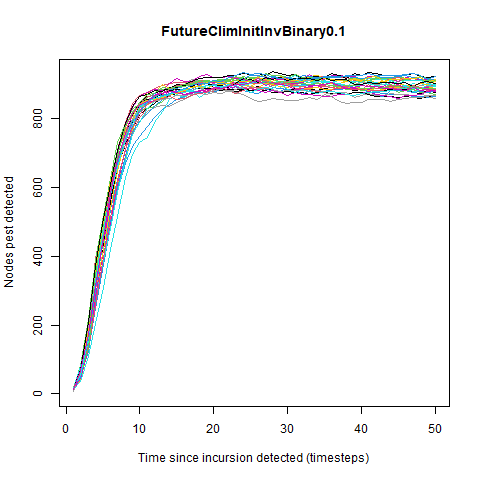 FutureClimInitInvBinary0.1
Nodes pest detected
800
600
400
200
0
0 10 20 30 40 50
Time since incursion detected (timesteps)